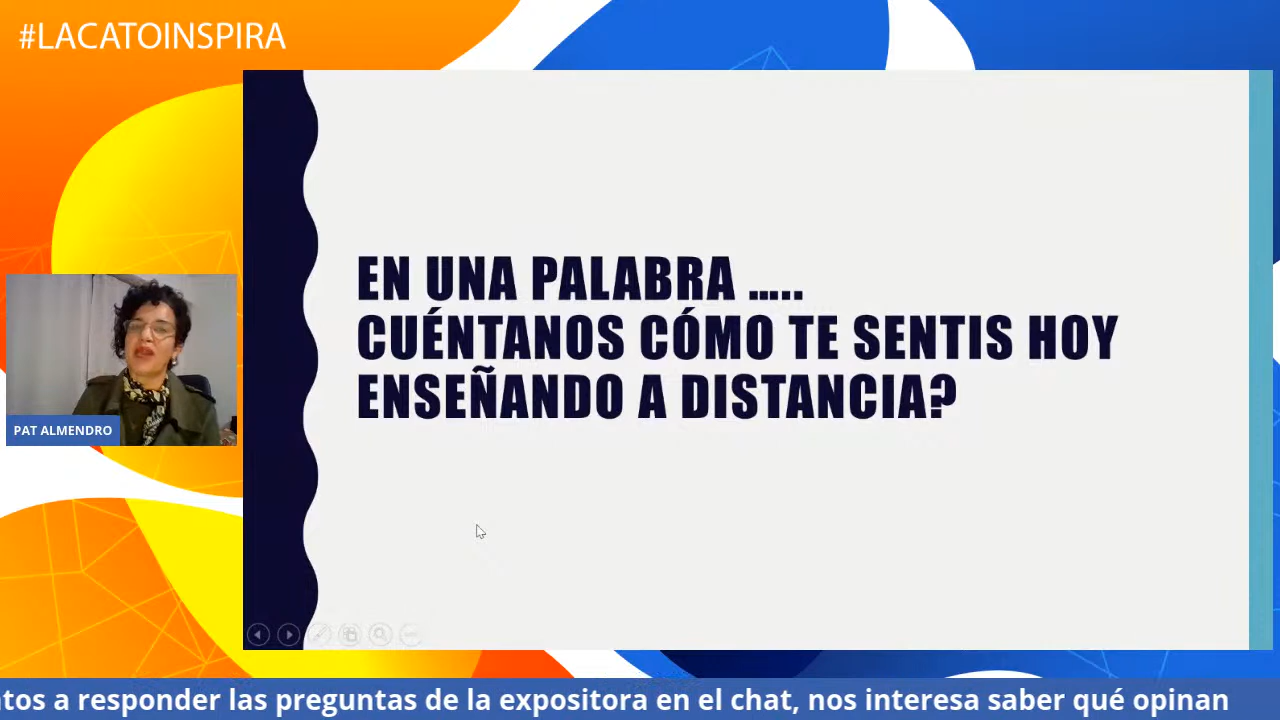 #LACATOINSPIRA
EN UNA PALABRA .....
CUÉNTANOS CÓMO TE SENTIS HOY
ENSEÑANDO A DISTANCIA?
PAT ALMENDRO
a responder las preguntas de la expositora en el chat, nos interesa saber qué opinan